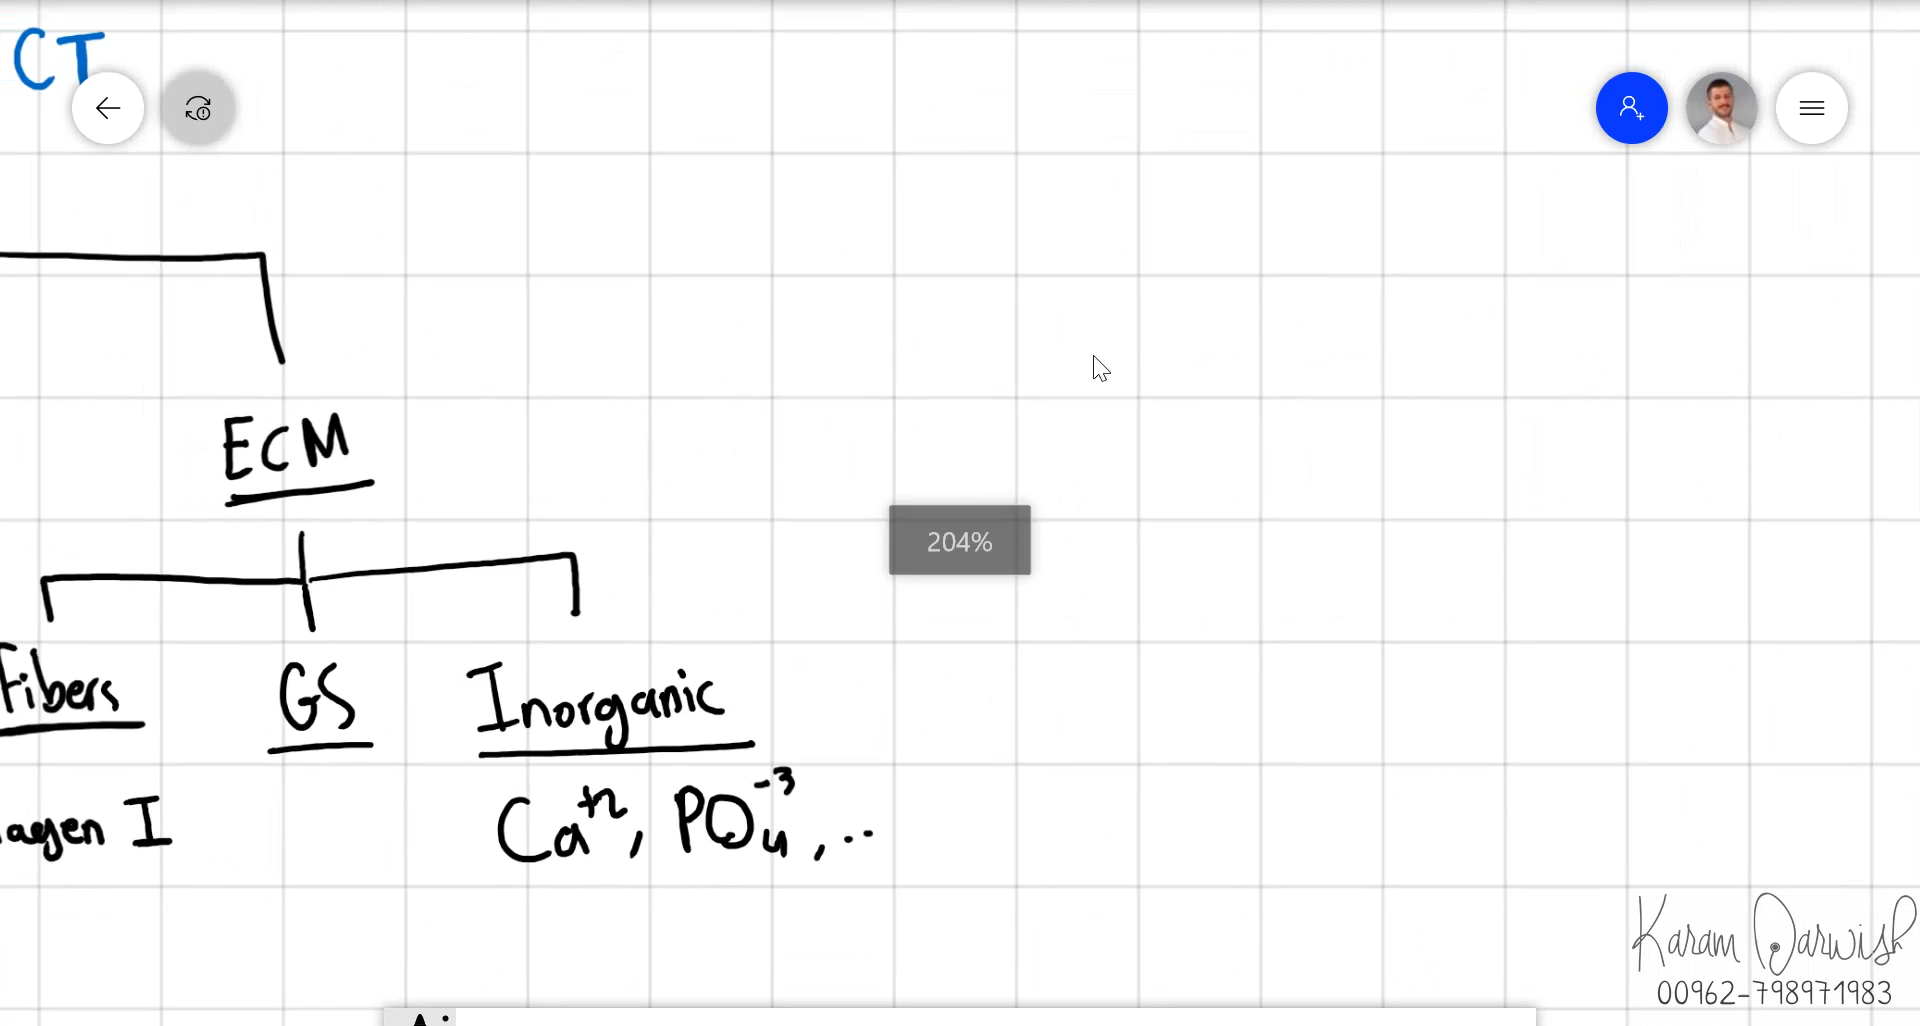 CT
ECM
204%
Fibers GS Inorganic
agen I Ca⁺², PO₄⁻³, ..
Karam Darwish
00962-798971983